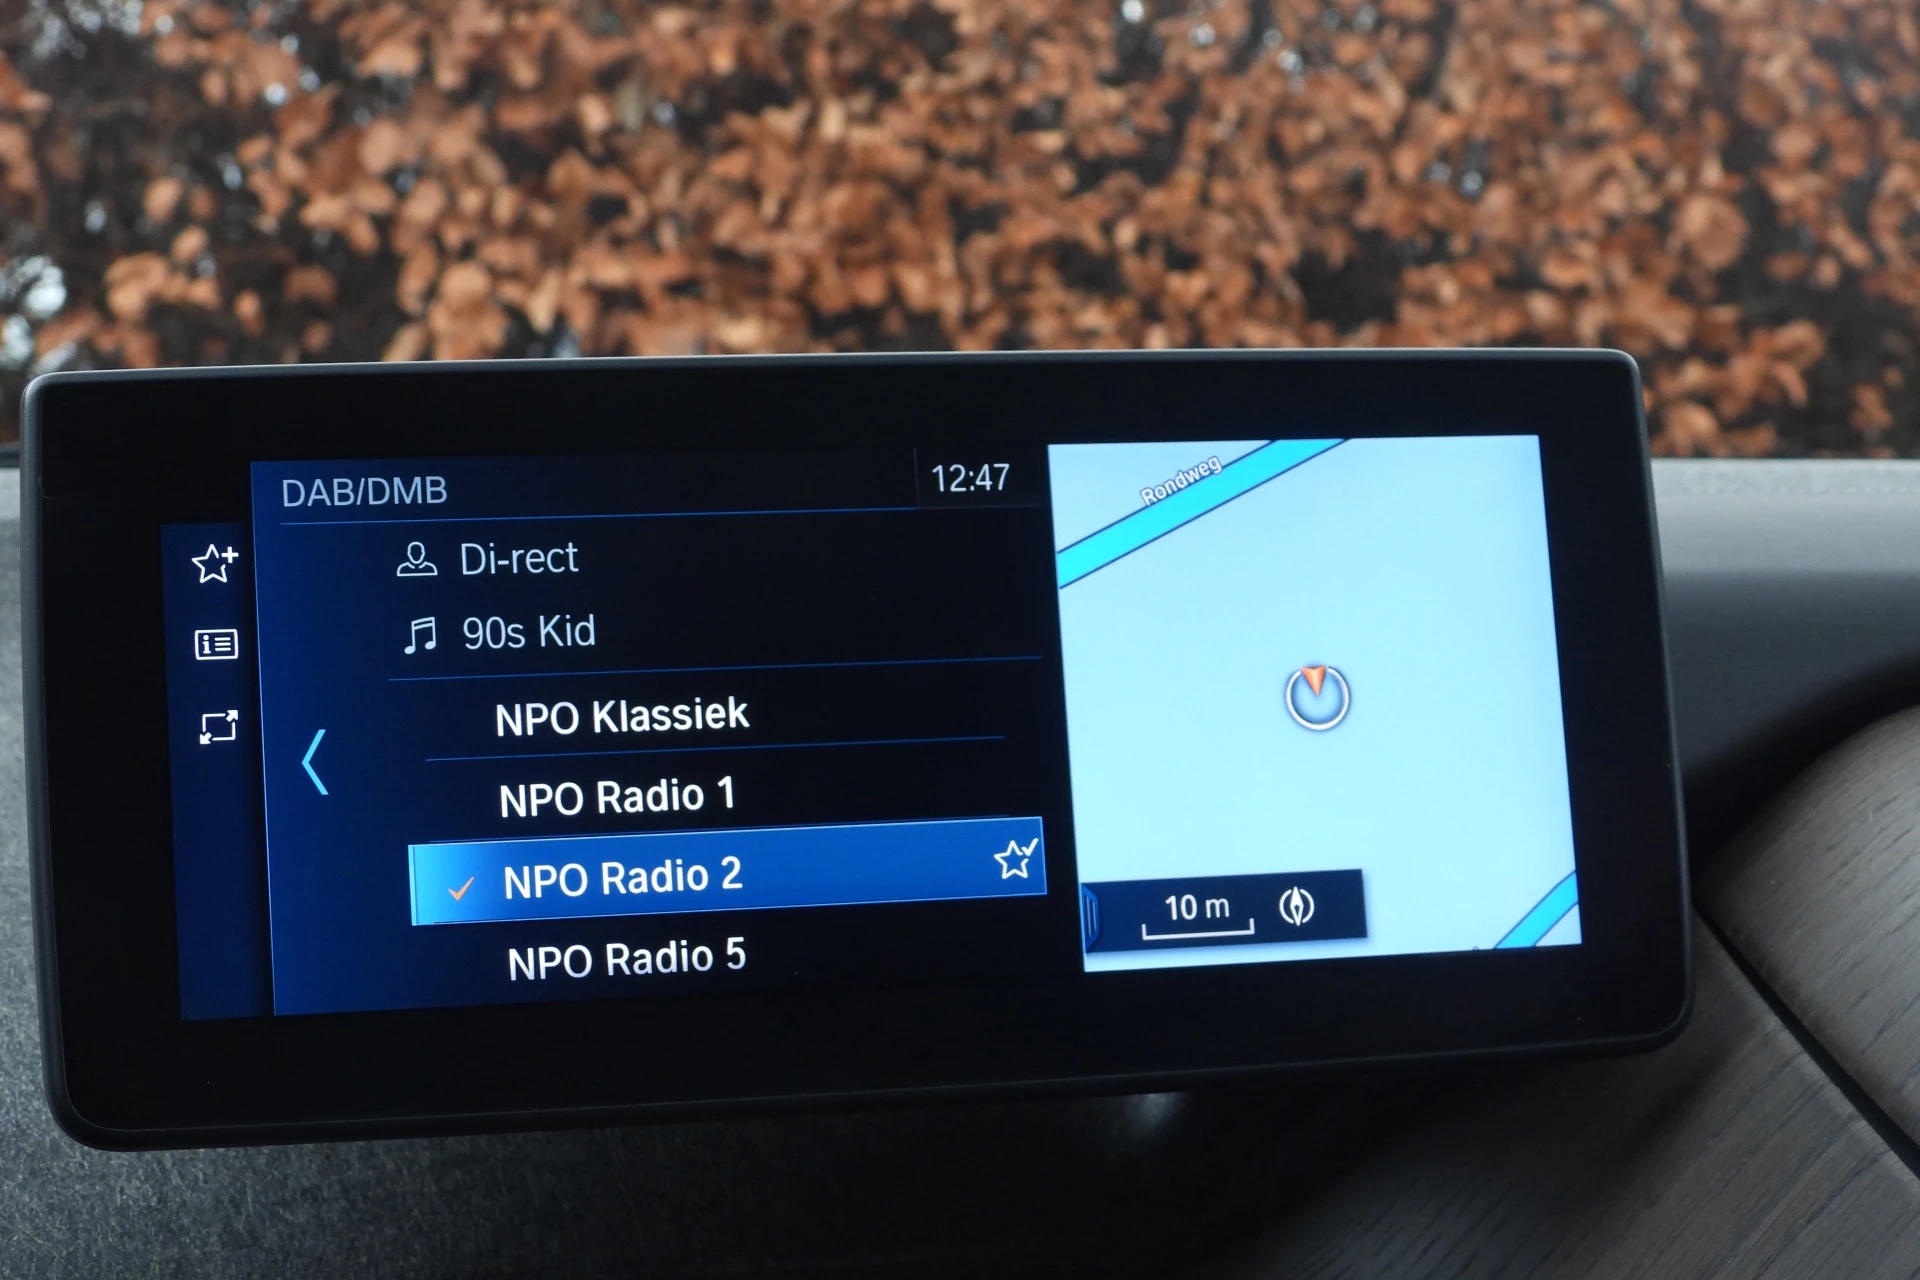 DAB/DMB
12:47
Di-rect
90s Kid
NPO Klassiek
NPO Radio 1
NPO Radio 2
NPO Radio 5
Rondweg
10 m